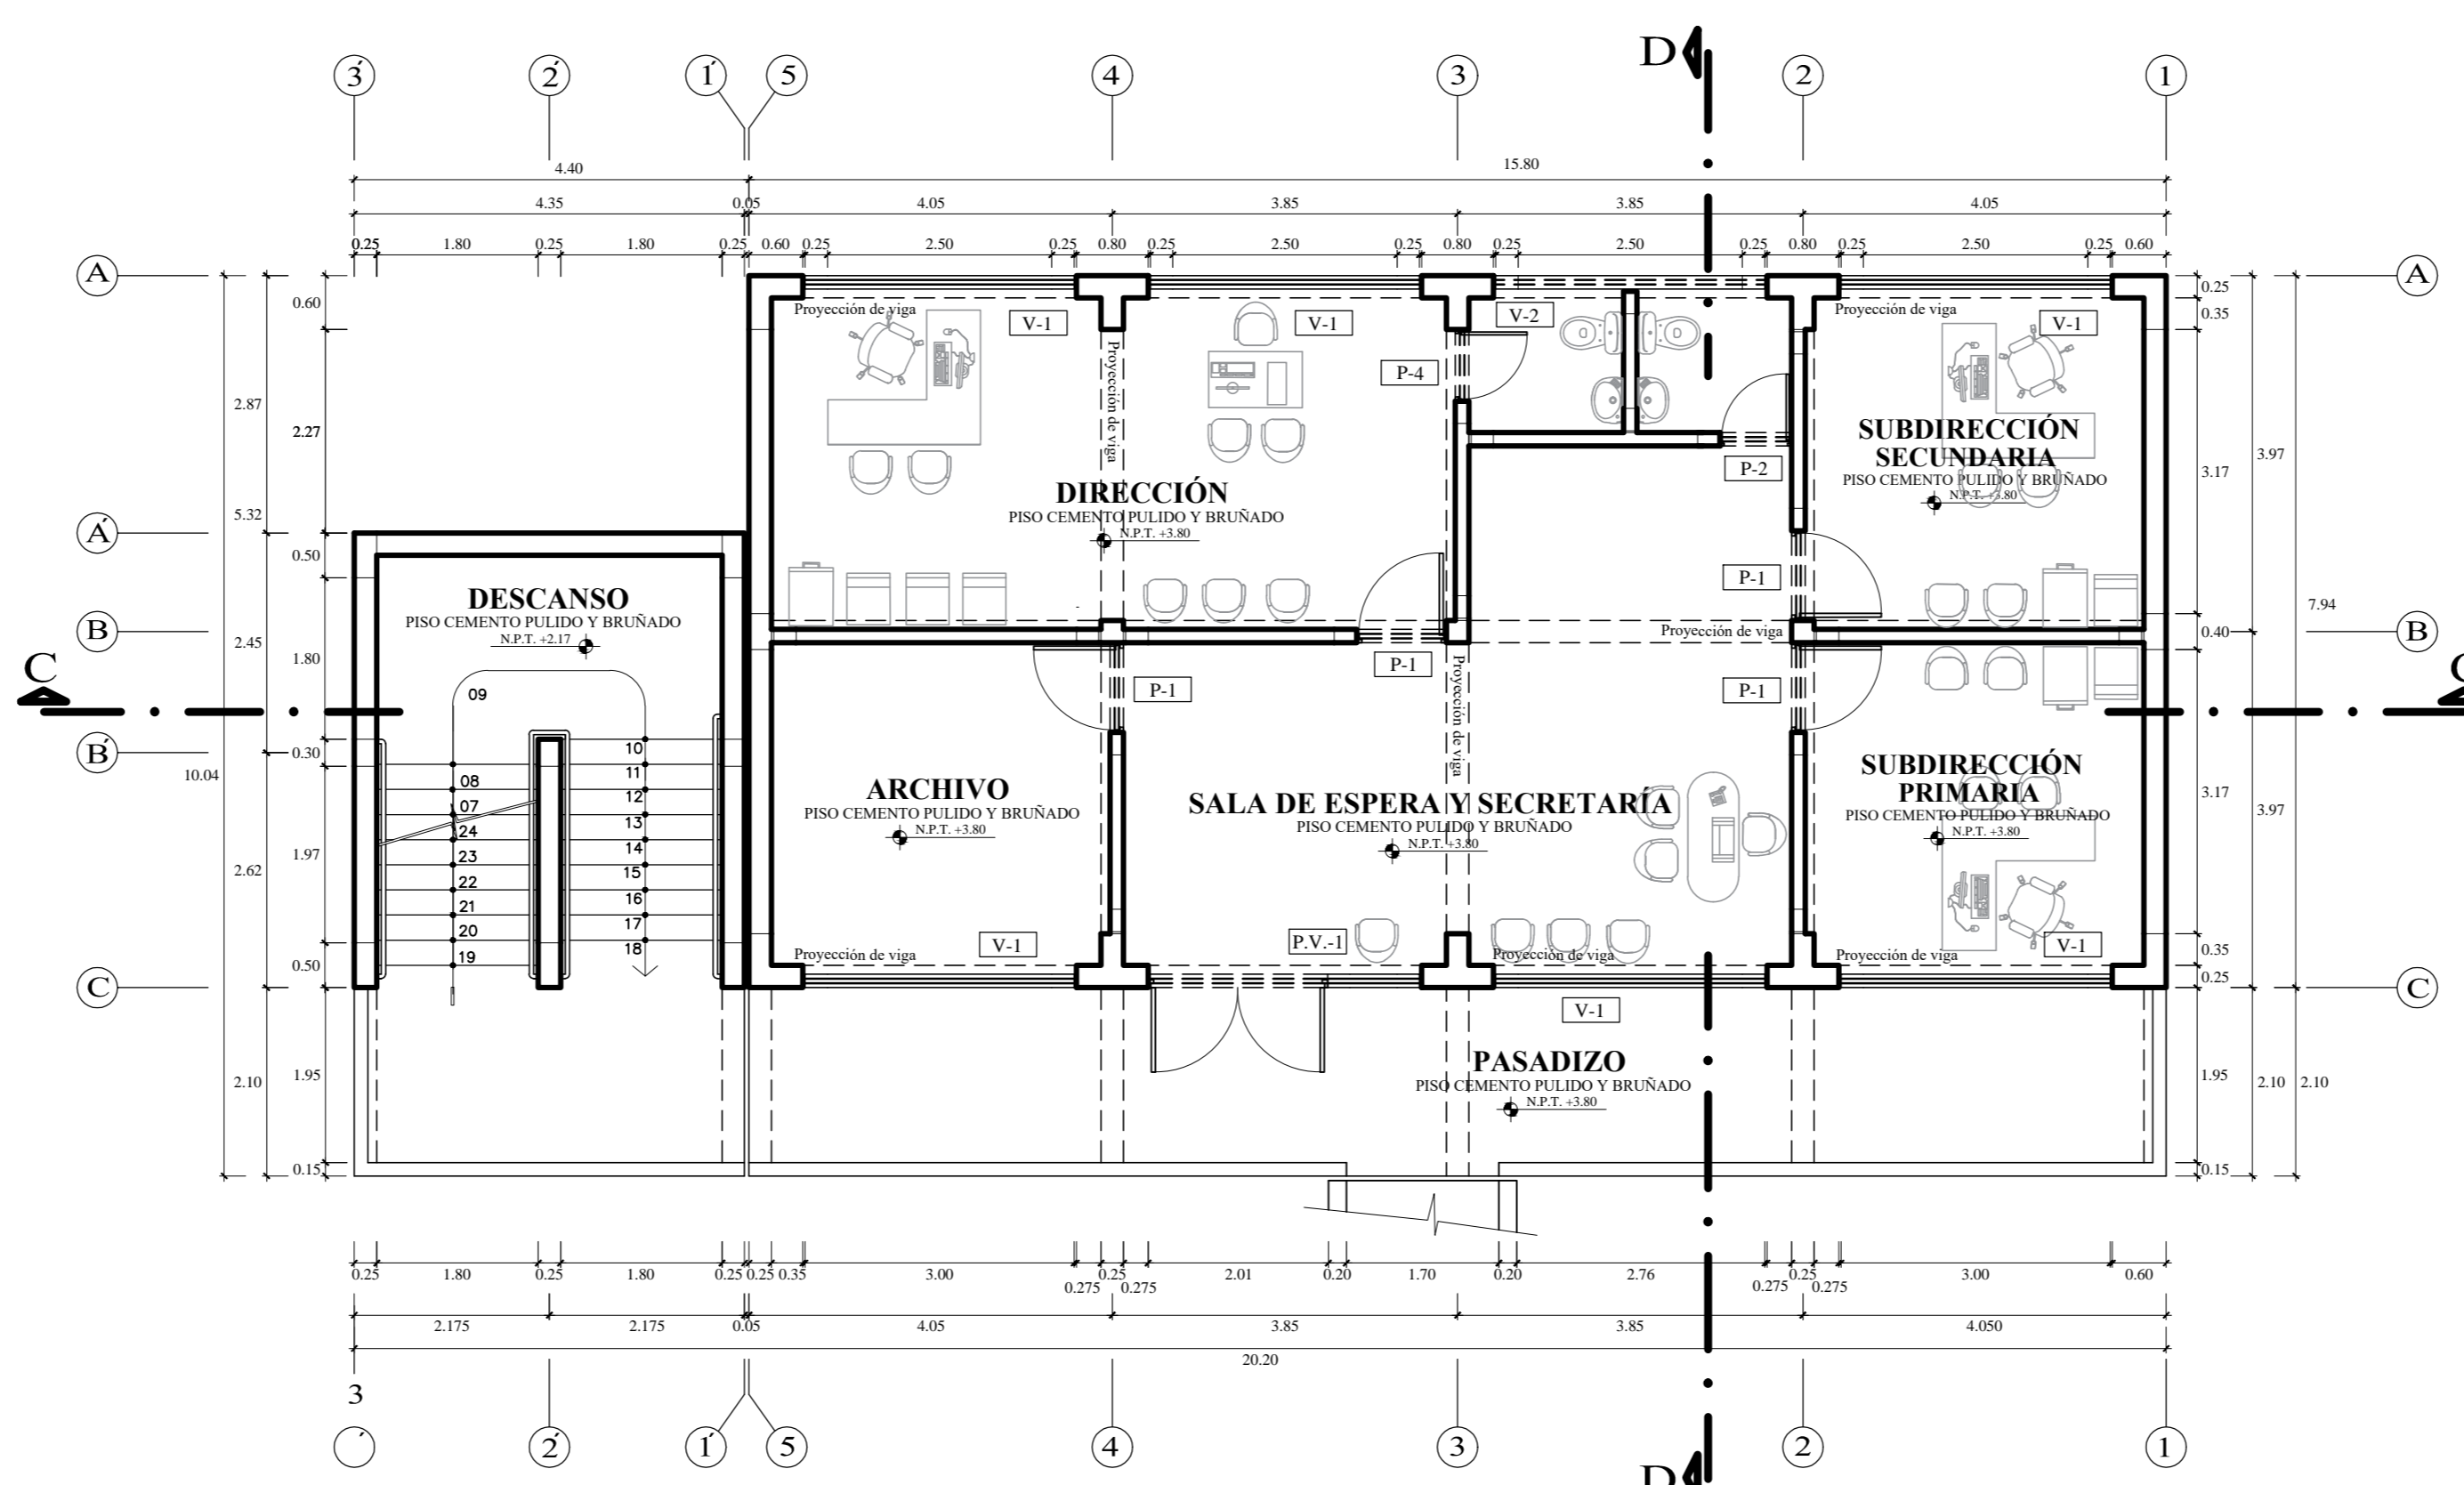 D
3́ 2́ 1́ 5 4 3 2 1
4.40 15.80
4.35 0.05 4.05 3.85 3.85 4.05
0.25 1.80 0.25 1.80 0.25 0.60 0.25 2.50 0.25 0.80 0.25 2.50 0.25 0.80 0.25 2.50 0.25 0.80 0.25 2.50 0.25 0.60
A A
0.60 0.25
0.35
Proyección de viga V-1 V-1 V-2 Proyección de viga V-1
Proyección de viga
P-4
2.87
2.27
SUBDIRECCIÓN
SECUNDARIA
PISO CEMENTO PULIDO Y BRUÑADO
N.P.T. +3.80
3.17 3.97
P-2
DIRECCIÓN
PISO CEMENTO PULIDO Y BRUÑADO
N.P.T. +3.80
5.32
Á
0.50
P-1
DESCANSO
PISO CEMENTO PULIDO Y BRUÑADO
N.P.T. +2.17
7.94
B B
0.40
Proyección de viga
2.45
1.80
P-1 P-1 P-1
Proyección de viga
C
09
B́
0.30
10.04
10
11
12
13
14
15
16
17
18
08
07
24
23
22
21
20
19
ARCHIVO
PISO CEMENTO PULIDO Y BRUÑADO
N.P.T. +3.80
SALA DE ESPERA Y SECRETARÍA
PISO CEMENTO PULIDO Y BRUÑADO
N.P.T. +3.80
SUBDIRECCIÓN
PRIMARIA
PISO CEMENTO PULIDO Y BRUÑADO
N.P.T. +3.80
3.17 3.97
1.97
2.62
Proyección de viga V-1 P.V.-1 Proyección de viga Proyección de viga V-1
0.50 0.35
0.25
C C
V-1
PASADIZO
PISO CEMENTO PULIDO Y BRUÑADO
N.P.T. +3.80
2.10 1.95 1.95 2.10 2.10
0.15 0.15
0.25 1.80 0.25 1.80 0.25 0.25 0.35 3.00 0.275 0.25 0.275 2.01 0.20 1.70 0.20 2.76 0.275 0.25 0.275 3.00 0.60
2.175 2.175 0.05 4.05 3.85 3.85 4.050
20.20
3
́ 2́ 1́ 5 4 3 2 1
D